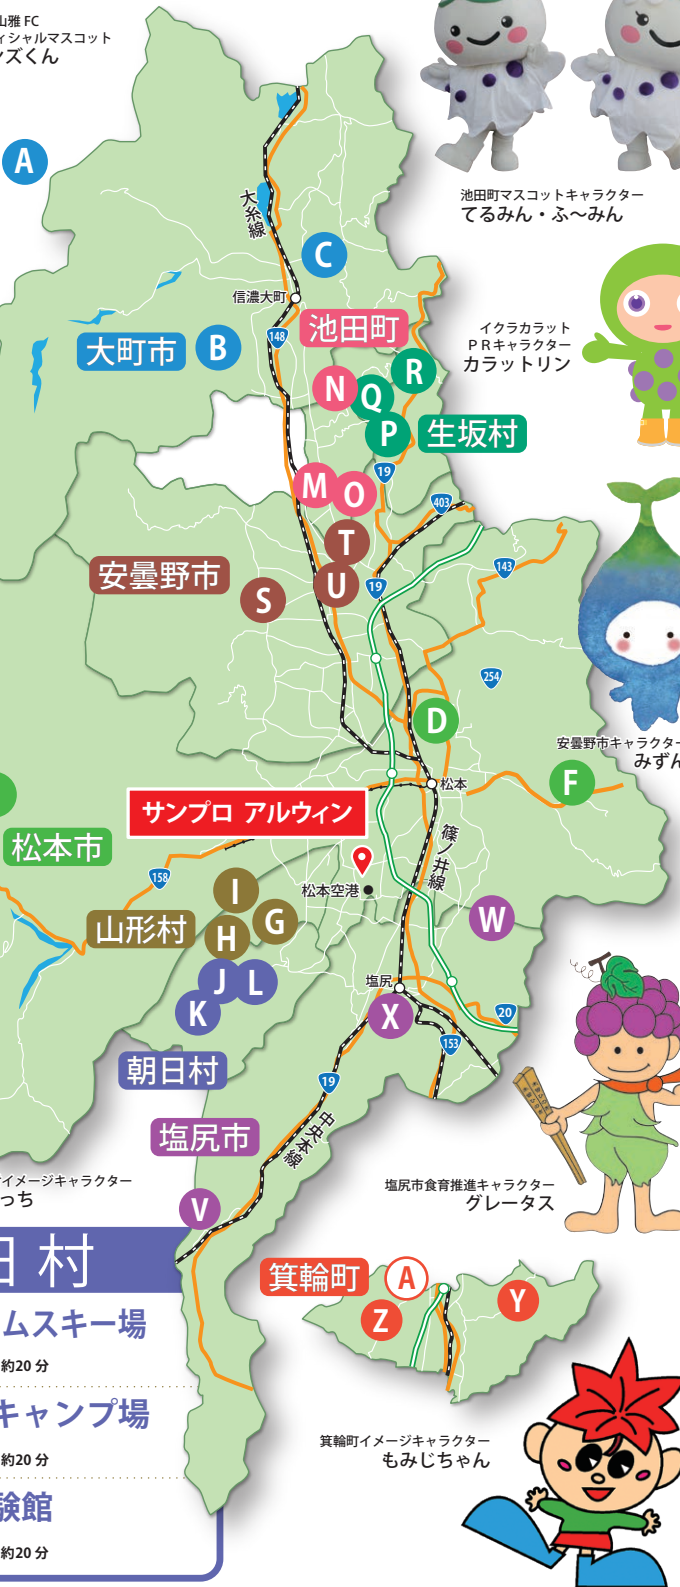 山雅 FC
ィシャルマスコット
ンズくん
A
池田町マスコットキャラクター
てるみん・ふ〜みん
大糸線
C
信濃大町
148
池田町
大町市
B
イクラカラット
ＰＲキャラクター
カラットリン
N
Q
R
P
生坂村
19
M
O
403
T
安曇野市
U
S
19
143
254
D
安曇野市キャラクター
みずん
F
松本
サンプロ アルウィン
松本市
篠ノ井線
158
松本空港
I
G
H
山形村
W
J
L
K
塩尻
X
20
153
朝日村
19
中央本線
塩尻市
イメージキャラクター
っち
塩尻市食育推進キャラクター
グレータス
V
日村
箕輪町
A
Z
Y
ムスキー場
約20 分
キャンプ場
約20 分
箕輪町イメージキャラクター
もみじちゃん
験館
約20 分